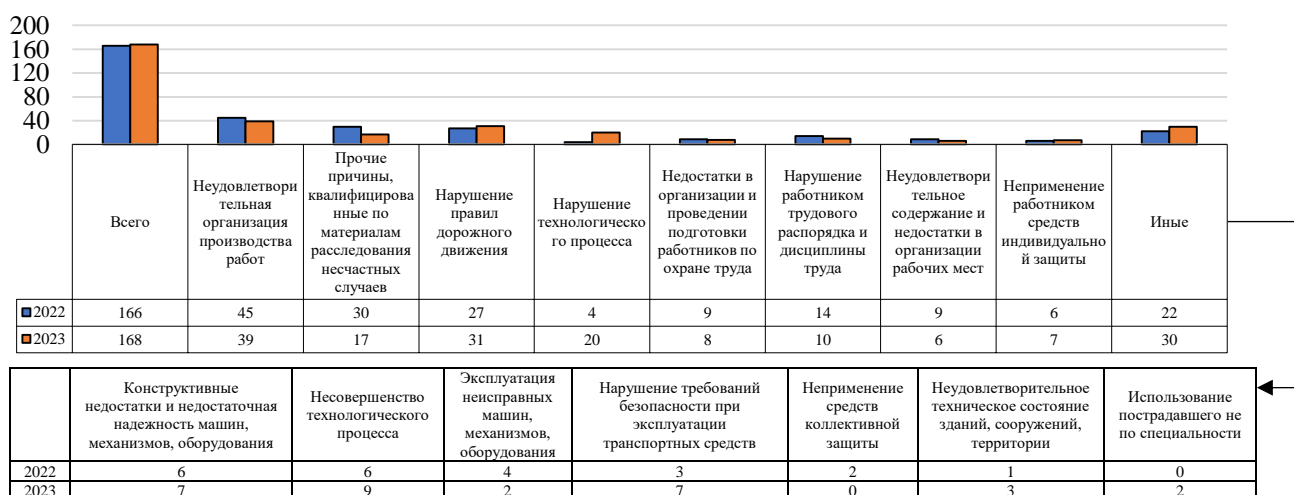 200
160
120
80
40
0
Всего
Неудовлетвори
тельная
организация
производства
работ
Прочие
причины,
квалифицирова
нные по
материалам
расследования
несчастных
случаев
Нарушение
правил
дорожного
движения
Нарушение
технологическо
го процесса
Недостатки в
организации и
проведении
подготовки
работников по
охране труда
Нарушение
работником
трудового
распорядка и
дисциплины
труда
Неудовлетвори
тельное
содержание и
недостатки в
организации
рабочих мест
Неприменение
работником
средств
индивидуально
й защиты
Иные
2022 166 45 30 27 4 9 14 9 6 22
2023 168 39 17 31 20 8 10 6 7 30
Конструктивные
недостатки и недостаточная
надежность машин,
механизмов, оборудования
Несовершенство
технологического
процесса
Эксплуатация
неисправных
машин,
механизмов,
оборудования
Нарушение требований
безопасности при
эксплуатации
транспортных средств
Неприменение
средств
коллективной
защиты
Неудовлетворительное
техническое состояние
зданий, сооружений,
территории
Использование
пострадавшего не
по специальности
2022 6 6 4 3 2 1 0
2023 7 9 2 7 0 3 2